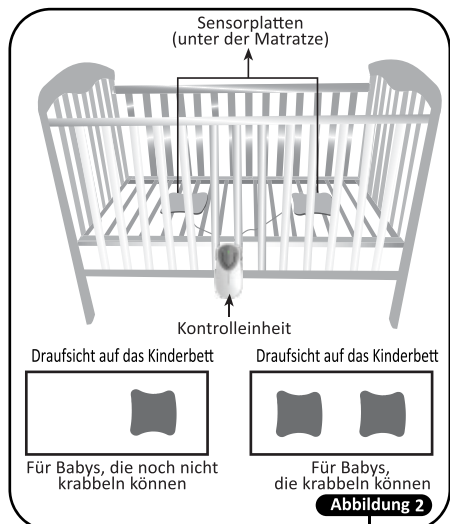 Sensorplatten
(unter der Matratze)
Kontrolleinheit
Draufsicht auf das Kinderbett
Für Babys, die noch nicht
krabbeln können
Draufsicht auf das Kinderbett
Für Babys,
die krabbeln können
Abbildung 2